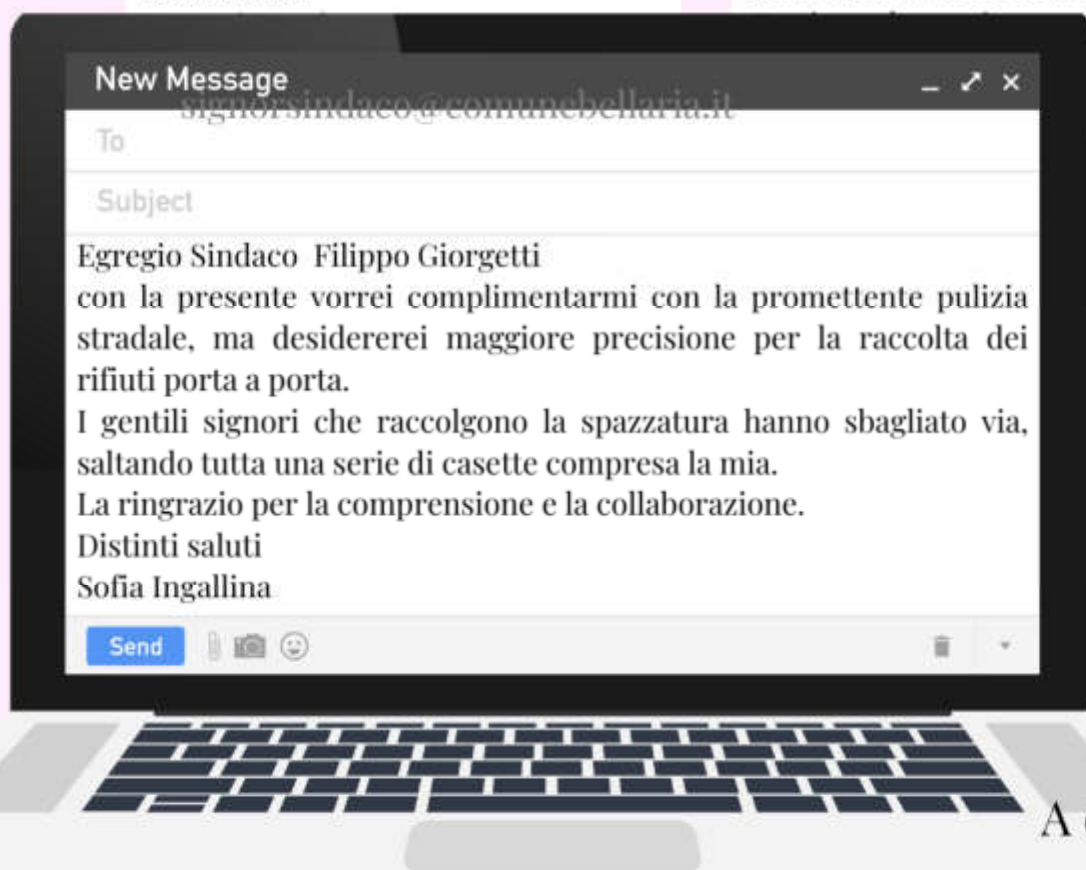 New Message
signorsindaco@comunebellaria.it
To
Subject
Egregio Sindaco Filippo Giorgetti
con la presente vorrei complimentarmi con la promettente pulizia
stradale, ma desidererei maggiore precisione per la raccolta dei
rifiuti porta a porta.
I gentili signori che raccolgono la spazzatura hanno sbagliato via,
saltando tutta una serie di casette compresa la mia.
La ringrazio per la comprensione e la collaborazione.
Distinti saluti
Sofia Ingallina
Send
A